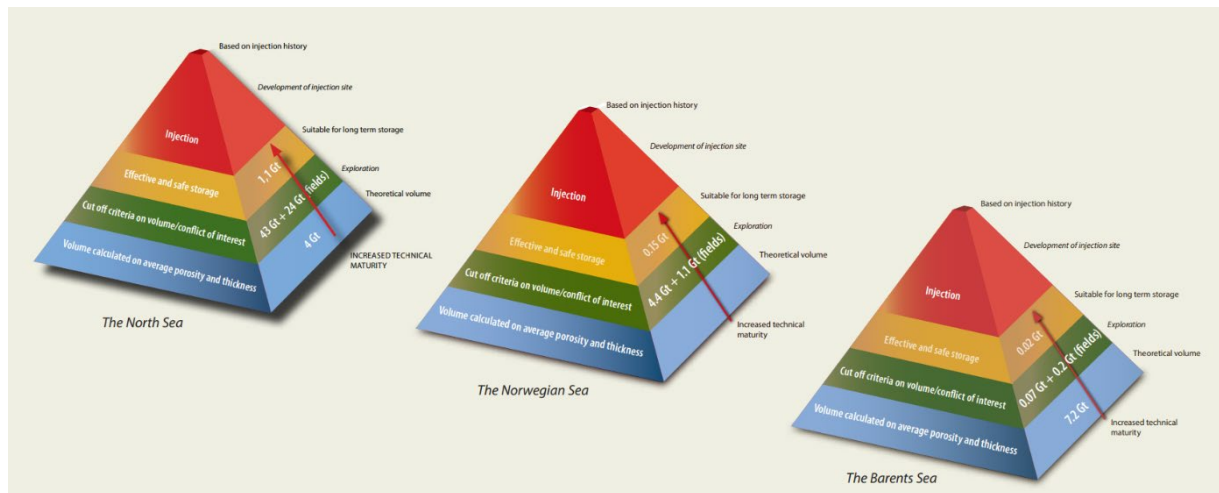 Based on injection history
Development of injection site
Injection
Suitable for long term storage
1,1 Gt
Exploration
Effective and safe storage
43 Gt + 24 Gt (fields)
Theoretical volume
Cut off criteria on volume/conflict of interest
4 Gt
Volume calculated on average porosity and thickness
INCREASED TECHNICAL
MATURITY
The North Sea
Based on injection history
Development of injection site
Injection
Suitable for long term storage
0.15 Gt
Exploration
Effective and safe storage
4.4 Gt + 1.1 Gt (fields)
Theoretical volume
Cut off criteria on volume/conflict of interest
Volume calculated on average porosity and thickness
Increased technical
maturity
The Norwegian Sea
Based on injection history
Development of injection site
Injection
Suitable for long term storage
0.02 Gt
Exploration
Effective and safe storage
0.07 Gt + 0.2 Gt (fields)
Theoretical volume
Cut off criteria on volume/conflict of interest
7.2 Gt
Volume calculated on average porosity and thickness
Increased technical
maturity
The Barents Sea